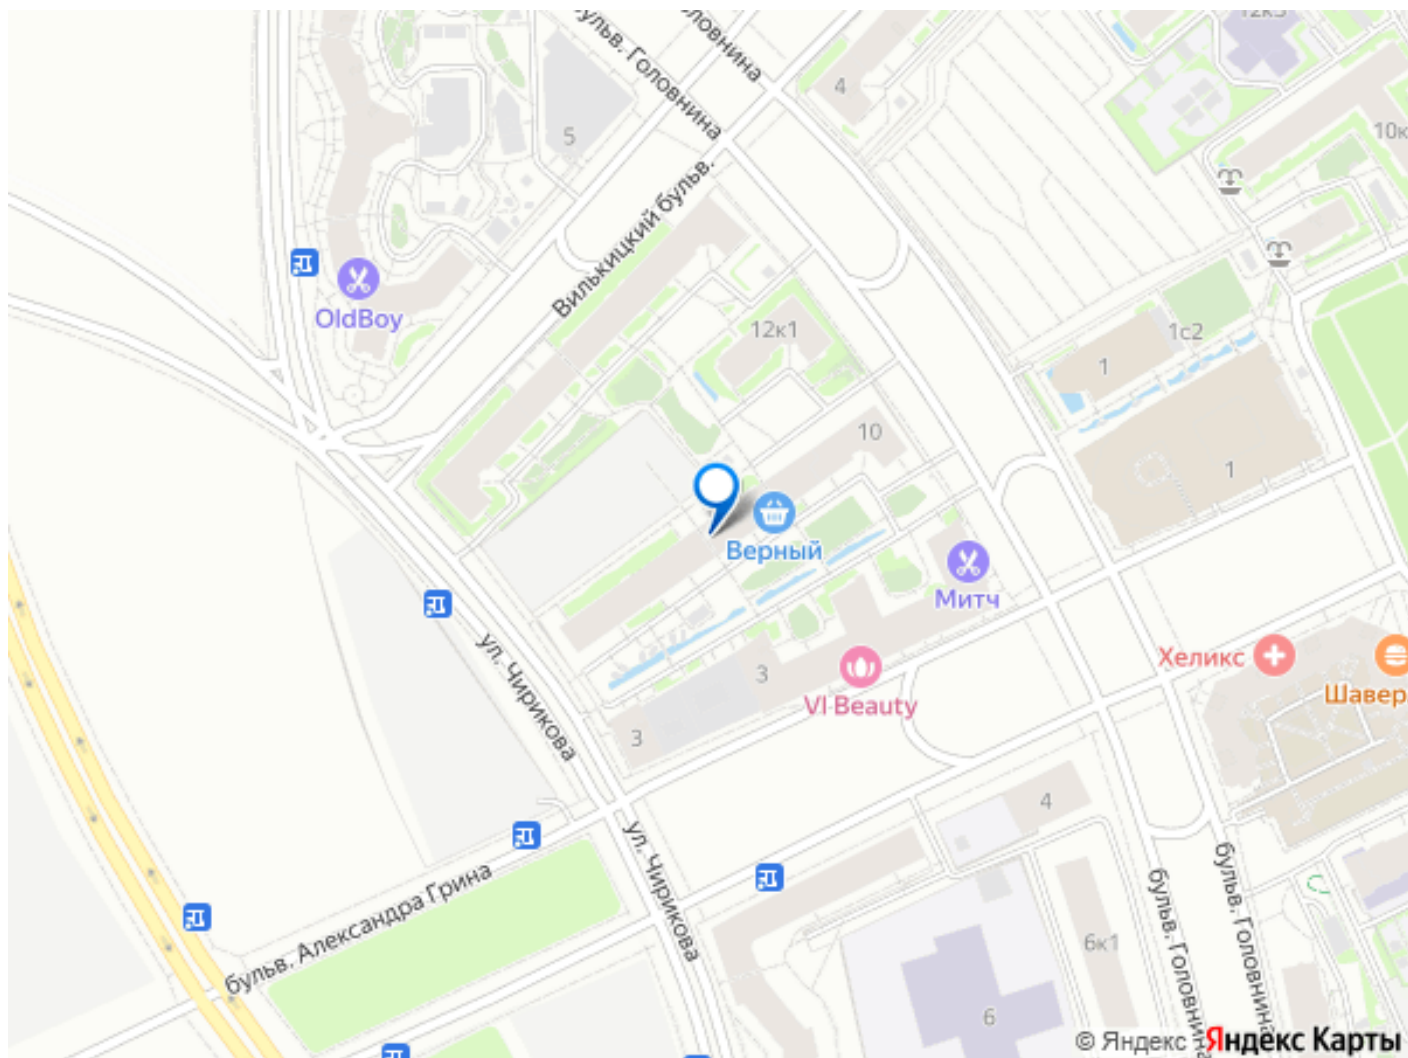 бульв. Головнина
Головнина
12к3
4
5
10к
Вилькицкий бульв.
OldBoy
12к1
1с2
1
10
1
Верный
Митч
ул. Чирикова
Хеликс
3
VI Beauty
Шавер
3
4
ул. Чирикова
бульв. Александра Грина
бульв. Головнина
бульв. Головнина
6к1
6
© Яндекс Яндекс Карты